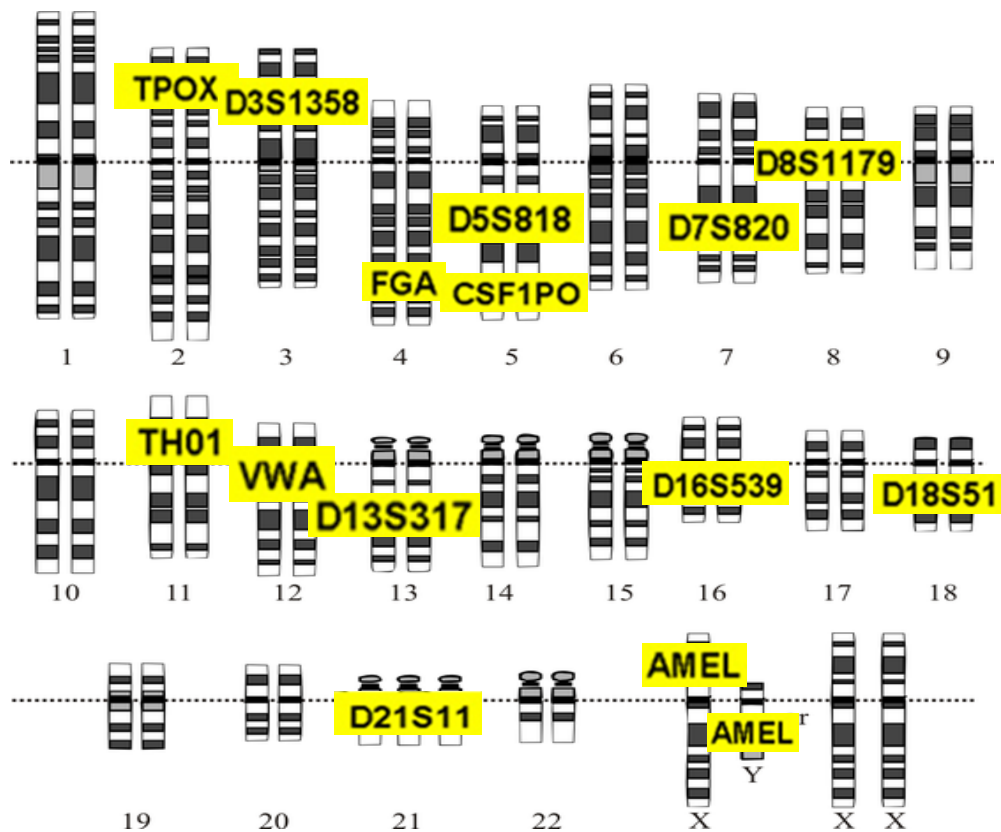 TPOX D3S1358
D8S1179
D5S818 D7S820
FGA CSF1PO
1 2 3 4 5 6 7 8 9
TH01
VWA
D13S317 D16S539 D18S51
10 11 12 13 14 15 16 17 18
AMEL
D21S11 AMEL r
Y
19 20 21 22 X X X